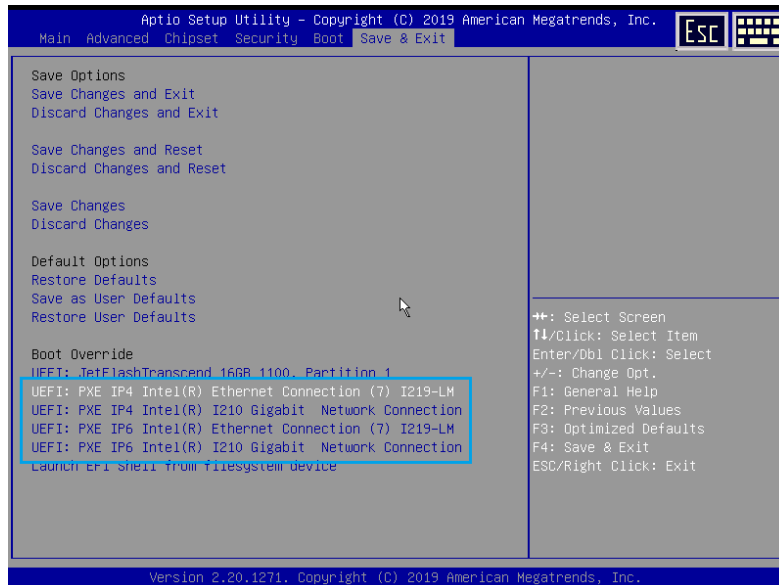 Aptio Setup Utility – Copyright (C) 2019 American Megatrends, Inc.
Main Advanced Chipset Security Boot Save & Exit
Esc
Save Options
Save Changes and Exit
Discard Changes and Exit
Save Changes and Reset
Discard Changes and Reset
Save Changes
Discard Changes
Default Options
Restore Defaults
Save as User Defaults
Restore User Defaults
Boot Override
UEFI: JetFlashTranscend 16GB 1100, Partition 1
UEFI: PXE IP4 Intel(R) Ethernet Connection (7) I219-LM
UEFI: PXE IP4 Intel(R) I210 Gigabit  Network Connection
UEFI: PXE IP6 Intel(R) Ethernet Connection (7) I219-LM
UEFI: PXE IP6 Intel(R) I210 Gigabit  Network Connection
Launch EFI Shell from filesystem device
→←: Select Screen
↑↓/Click: Select Item
Enter/Dbl Click: Select
+/-: Change Opt.
F1: General Help
F2: Previous Values
F3: Optimized Defaults
F4: Save & Exit
ESC/Right Click: Exit
Version 2.20.1271. Copyright (C) 2019 American Megatrends, Inc.